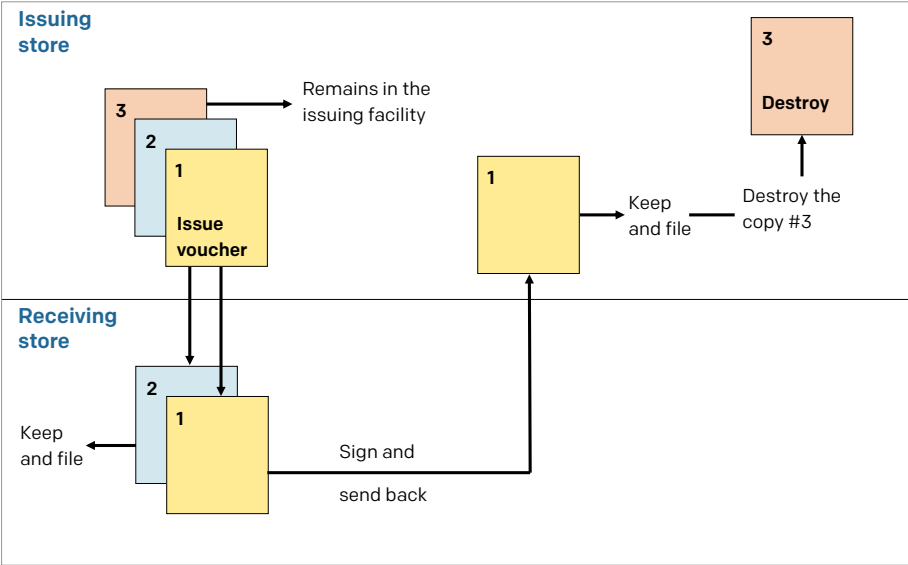 Issuing
store
3
2
1
Issue
voucher
Remains in the
issuing facility
1
Keep
and file
Destroy the
copy #3
3
Destroy
Receiving
store
2
1
Keep
and file
Sign and
send back